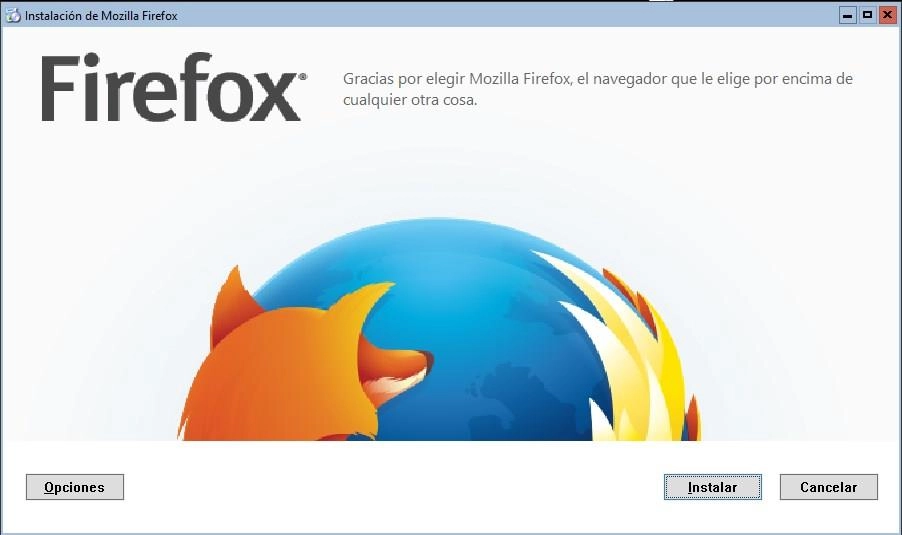 Instalación de Mozilla Firefox
Firefox®
Gracias por elegir Mozilla Firefox, el navegador que le elige por encima de
cualquier otra cosa.
Opciones
Instalar
Cancelar